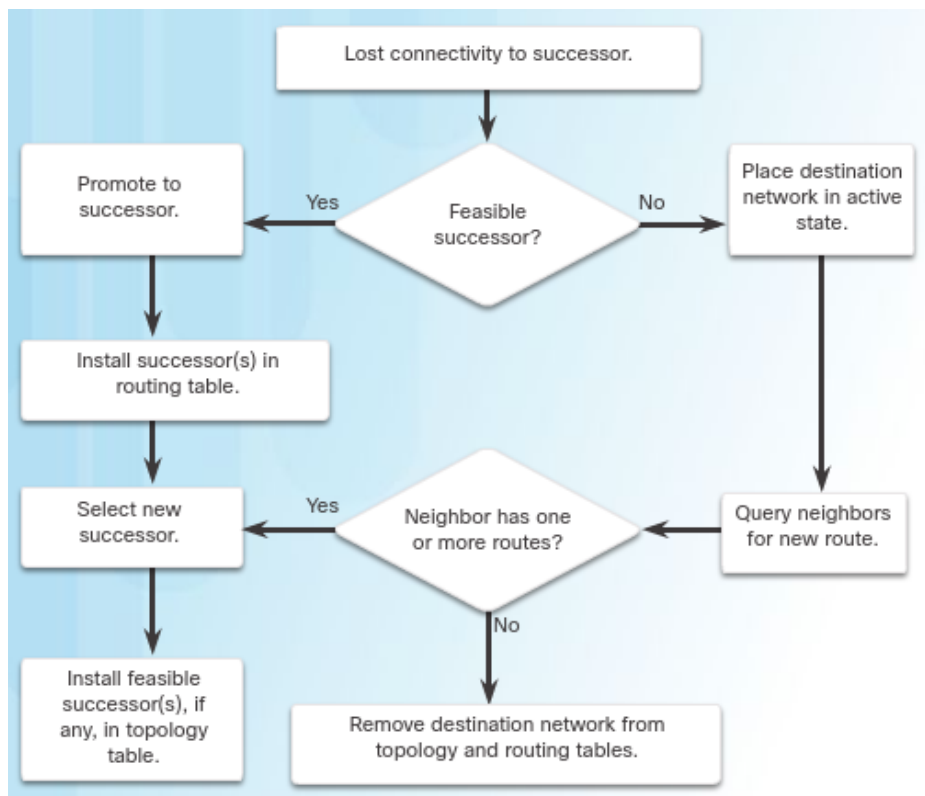 Lost connectivity to successor.
Promote to
successor.
Yes
Feasible
successor?
No
Place destination
network in active
state.
Install successor(s) in
routing table.
Select new
successor.
Yes
Neighbor has one
or more routes?
Query neighbors
for new route.
No
Install feasible
successor(s), if
any, in topology
table.
Remove destination network from
topology and routing tables.